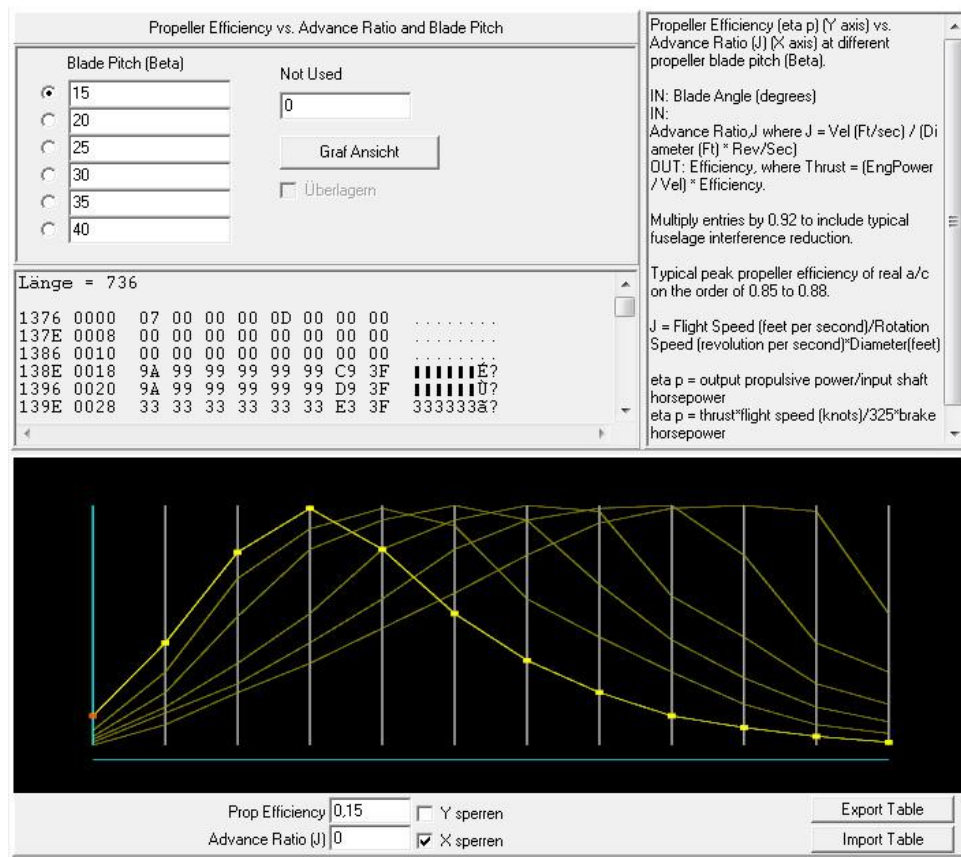 Propeller Efficiency vs. Advance Ratio and Blade Pitch
Blade Pitch (Beta)
15
20
25
30
35
40
Not Used
0
Graf Ansicht
Überlagern
Propeller Efficiency (eta p) (Y axis) vs.
Advance Ratio (J) (X axis) at different
propeller blade pitch (Beta).
IN: Blade Angle (degrees)
IN:
Advance Ratio,J where J = Vel (Ft/sec) / (Di
ameter (Ft) * Rev/Sec)
OUT: Efficiency, where Thrust = (EngPower
/ Vel) * Efficiency.
Multiply entries by 0.92 to include typical
fuselage interference reduction.
Typical peak propeller efficiency of real a/c
on the order of 0.85 to 0.88.
J = Flight Speed (feet per second)/Rotation
Speed (revolution per second)*Diameter(feet)
eta p = output propulsive power/input shaft
horsepower
eta p = thrust*flight speed (knots)/325*brake
horsepower
Länge = 736
1376 0000 07 00 00 00 0D 00 00 00 ........
137E 0008 00 00 00 00 00 00 00 00 ........
1386 0010 00 00 00 00 00 00 00 00 ........
138E 0018 9A 99 99 99 99 99 C9 3F É?
1396 0020 9A 99 99 99 99 99 D9 3F Ù?
139E 0028 33 33 33 33 33 33 E3 3F 333333ã?
Prop Efficiency 0,15 Y sperren
Advance Ratio (J) 0 X sperren
Export Table
Import Table